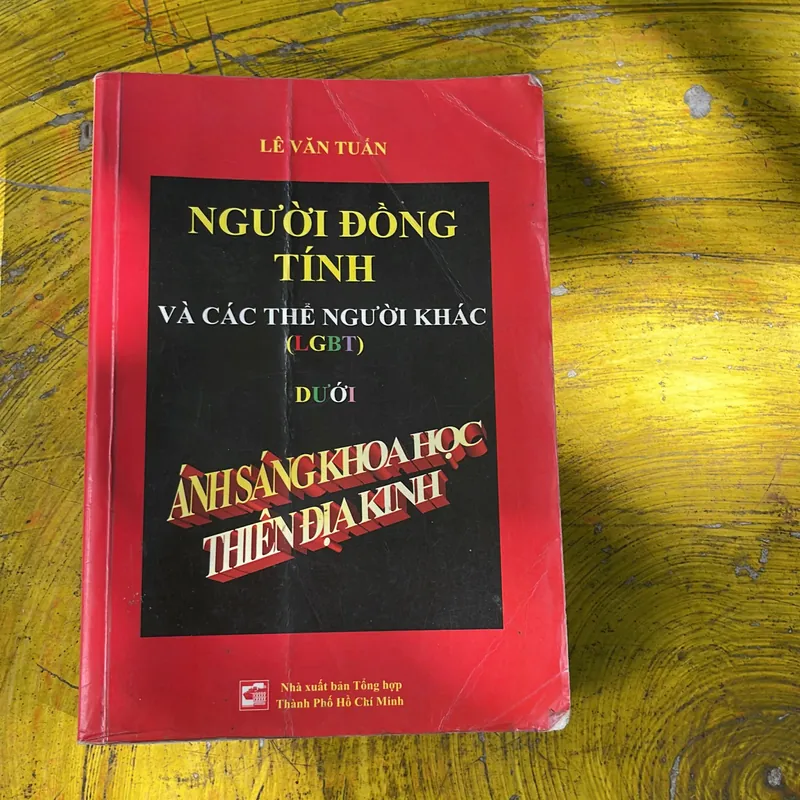 LÊ VĂN TUẤN
NGƯỜI ĐỒNG
TÍNH
VÀ CÁC THỂ NGƯỜI KHÁC
(LGBT)
DƯỚI
ÁNH SÁNG KHOA HỌC
THIÊN ĐỊA KINH
Nhà xuất bản Tổng hợp
Thành Phố Hồ Chí Minh